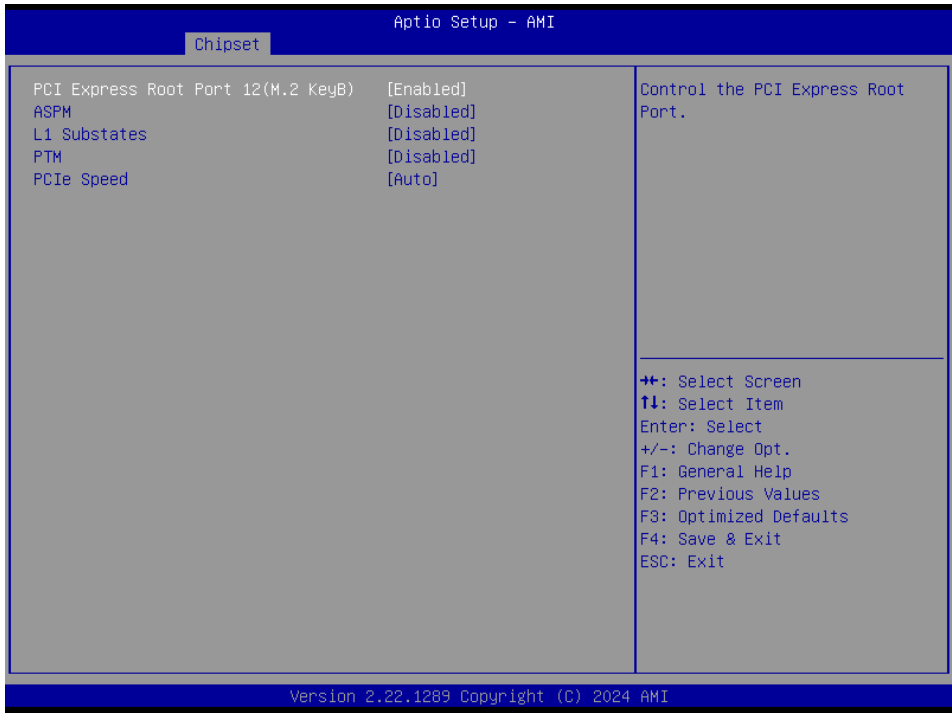 Aptio Setup – AMI
Chipset
PCI Express Root Port 12(M.2 KeyB) [Enabled]
ASPM [Disabled]
L1 Substates [Disabled]
PTM [Disabled]
PCIe Speed [Auto]
Control the PCI Express Root
Port.
→←: Select Screen
↑↓: Select Item
Enter: Select
+/-: Change Opt.
F1: General Help
F2: Previous Values
F3: Optimized Defaults
F4: Save & Exit
ESC: Exit
Version 2.22.1289 Copyright (C) 2024 AMI